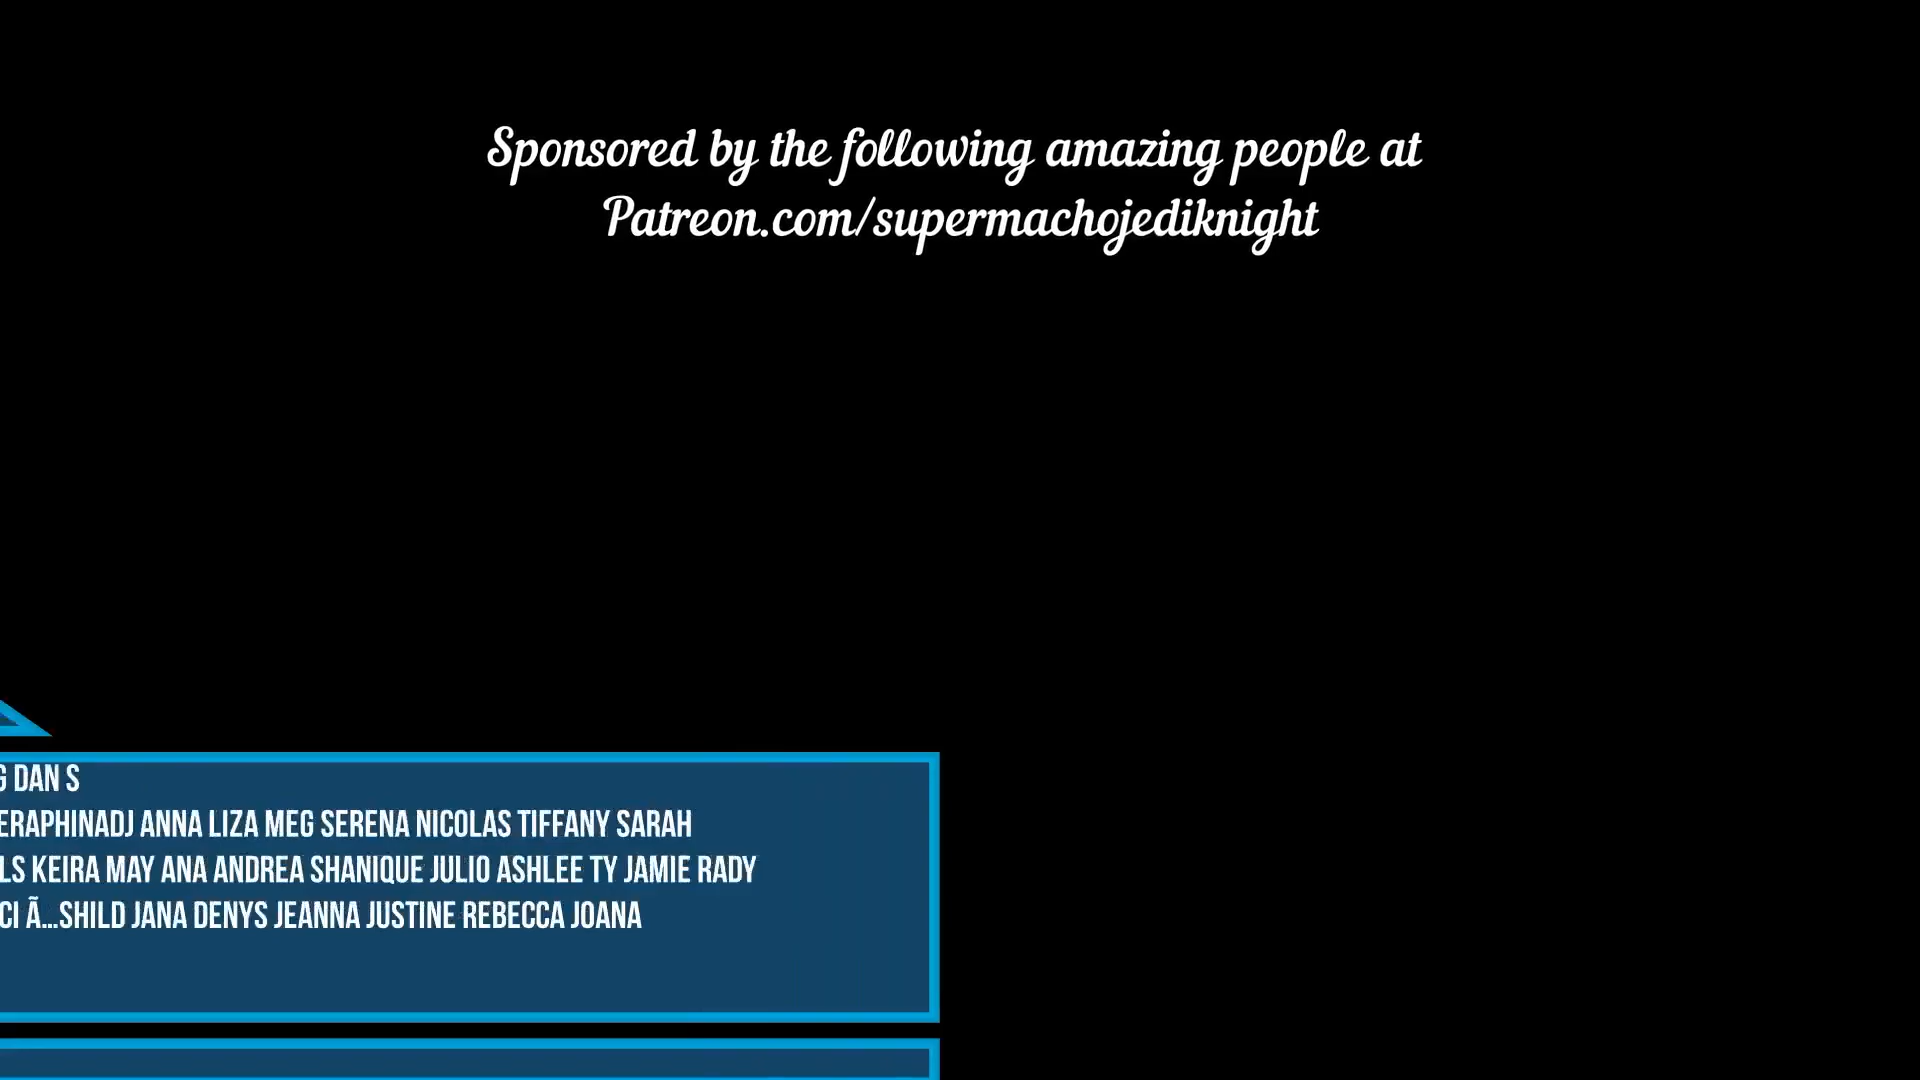 Sponsored by the following amazing people at
Patreon.com/supermachojediknight
G DAN S
ERAPHINADJ ANNA LIZA MEG SERENA NICOLAS TIFFANY SARAH
LS KEIRA MAY ANA ANDREA SHANIQUE JULIO ASHLEE TY JAMIE RADY
CI Ã…SHILD JANA DENYS JEANNA JUSTINE REBECCA JOANA